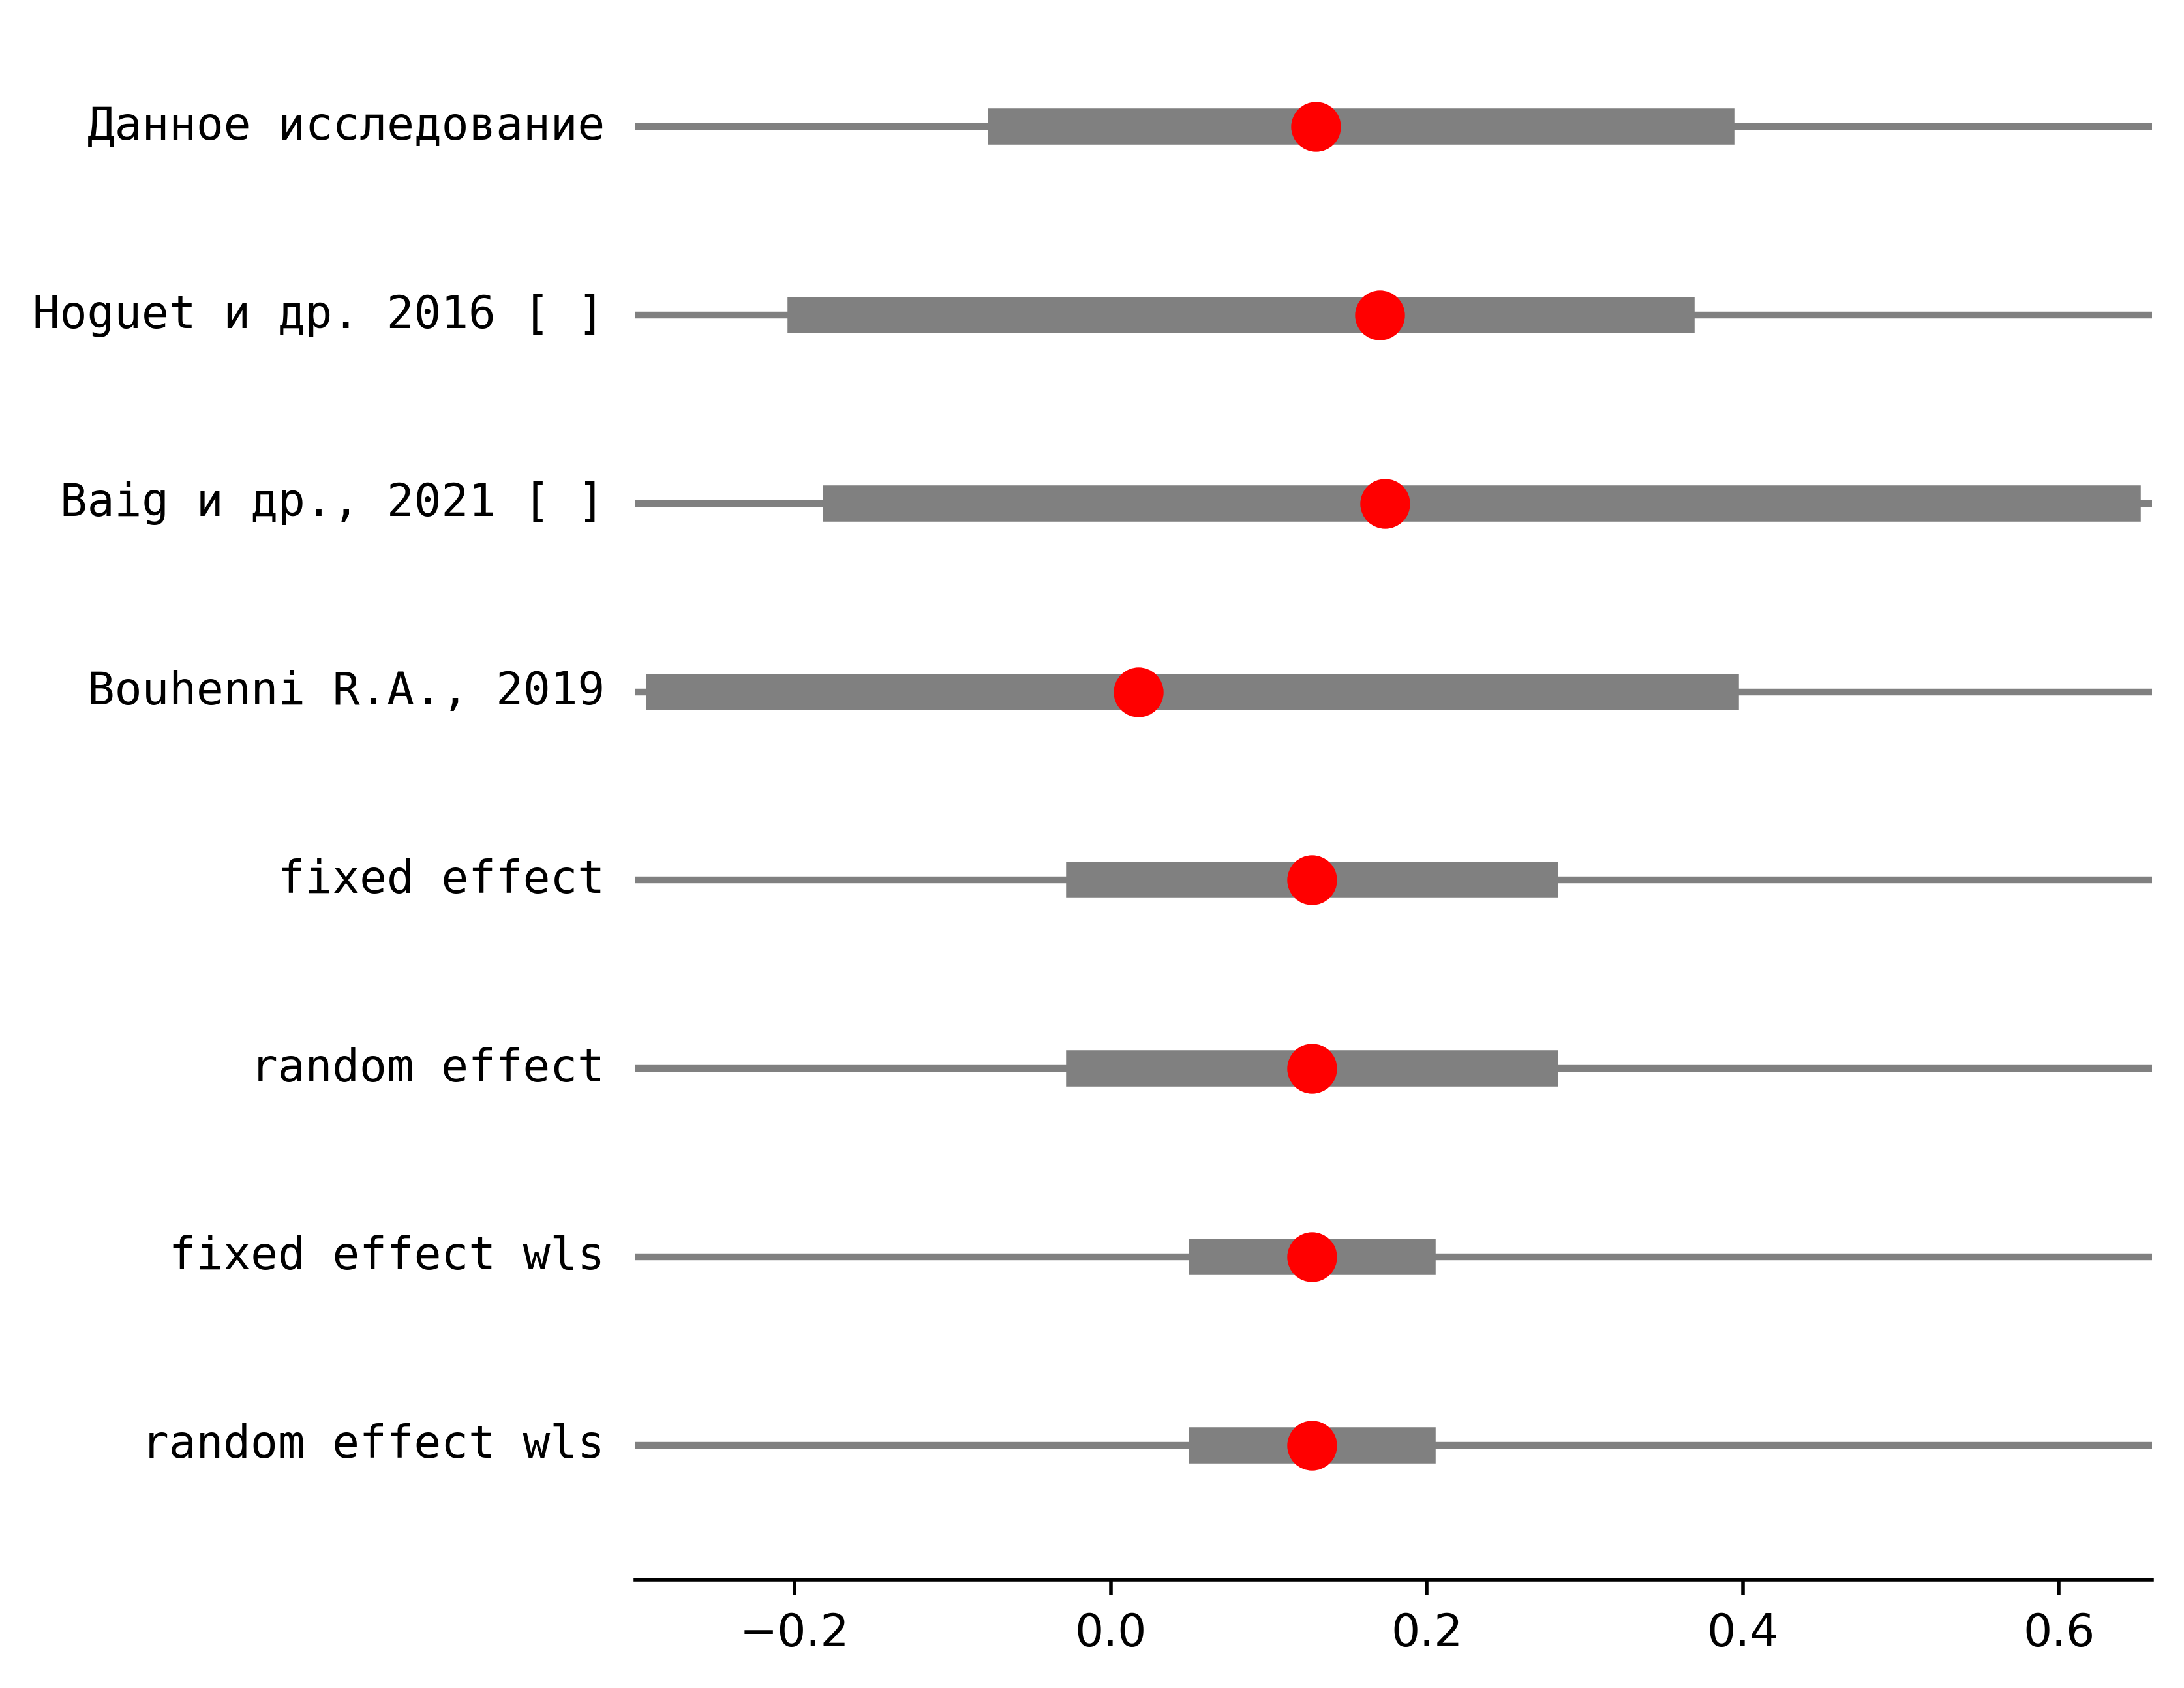 Данное исследование
Hoguet и др. 2016 [ ]
Baig и др., 2021 [ ]
Bouhenni R.A., 2019
fixed effect
random effect
fixed effect wls
random effect wls
−0.2 0.0 0.2 0.4 0.6